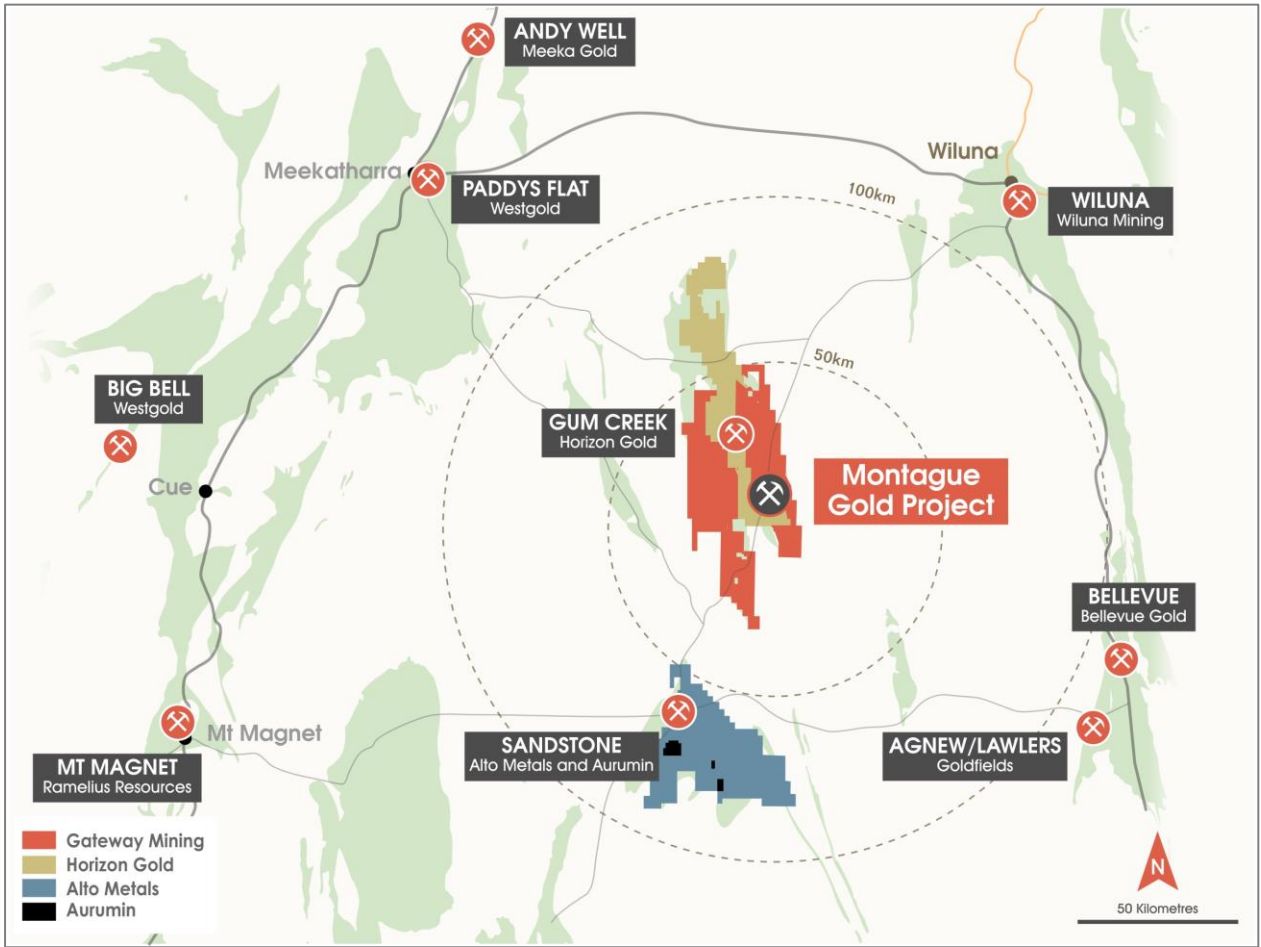 ANDY WELL
Meeka Gold
Meekatharra
PADDYS FLAT
Westgold
Wiluna
WILUNA
Wiluna Mining
100km
50km
BIG BELL
Westgold
Cue
GUM CREEK
Horizon Gold
Montague
Gold Project
BELLEVUE
Bellevue Gold
Mt Magnet
MT MAGNET
Ramelius Resources
SANDSTONE
Alto Metals and Aurumin
AGNEW/LAWLERS
Goldfields
Gateway Mining
Horizon Gold
Alto Metals
Aurumin
N
50 Kilometres